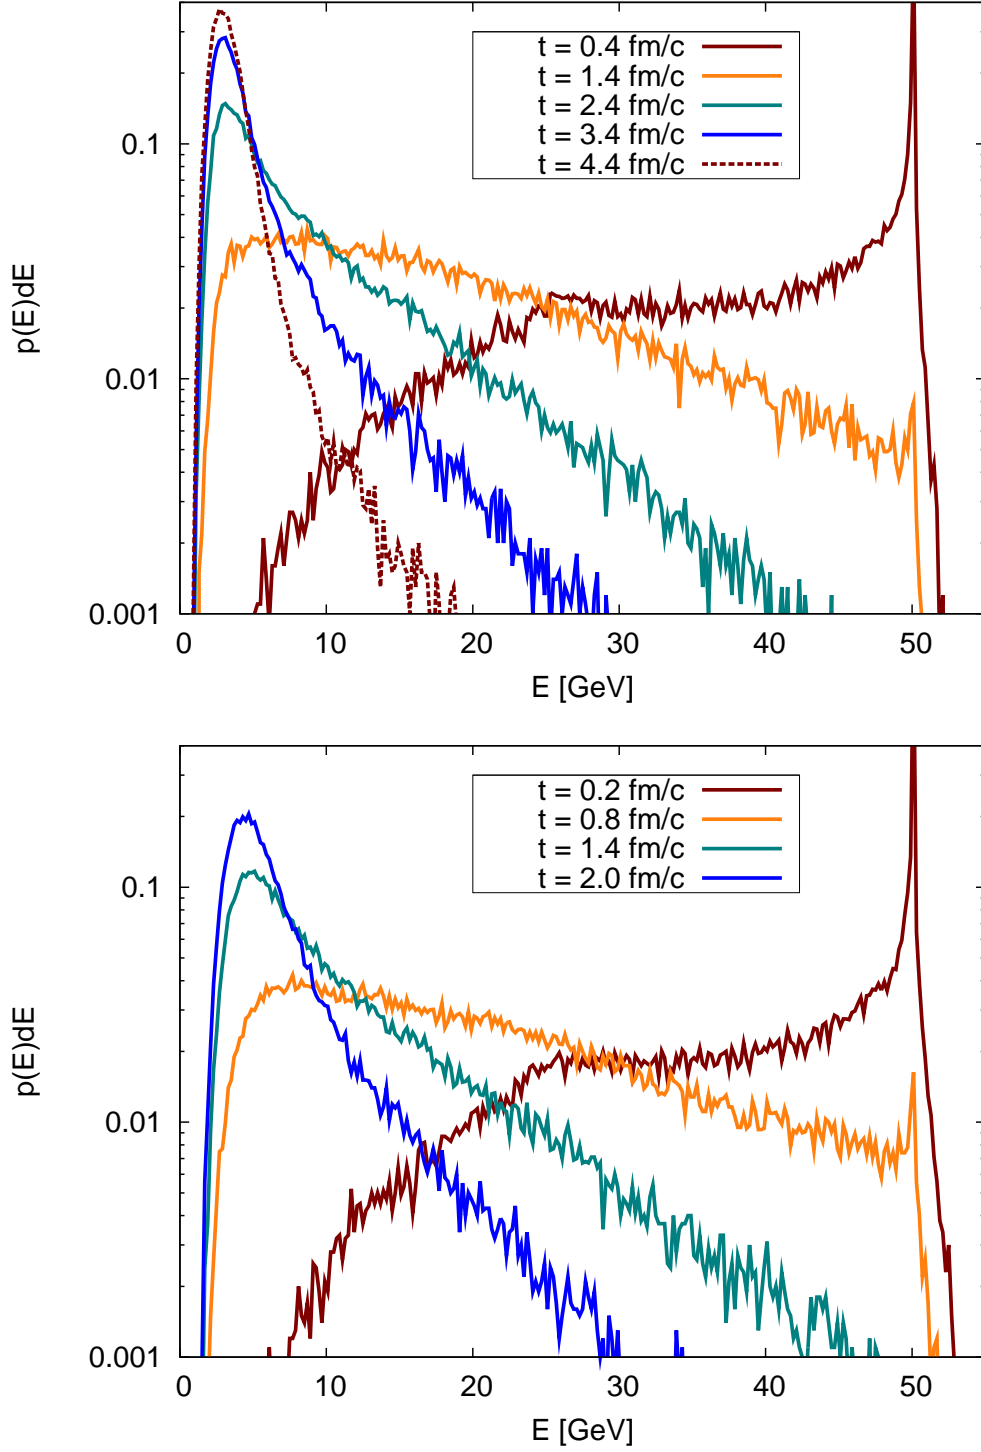 t = 0.4 fm/c
t = 1.4 fm/c
t = 2.4 fm/c
t = 3.4 fm/c
t = 4.4 fm/c
0.1
0.01
0.001
p(E)dE
0 10 20 30 40 50
E [GeV]
t = 0.2 fm/c
t = 0.8 fm/c
t = 1.4 fm/c
t = 2.0 fm/c
0.1
0.01
0.001
p(E)dE
0 10 20 30 40 50
E [GeV]